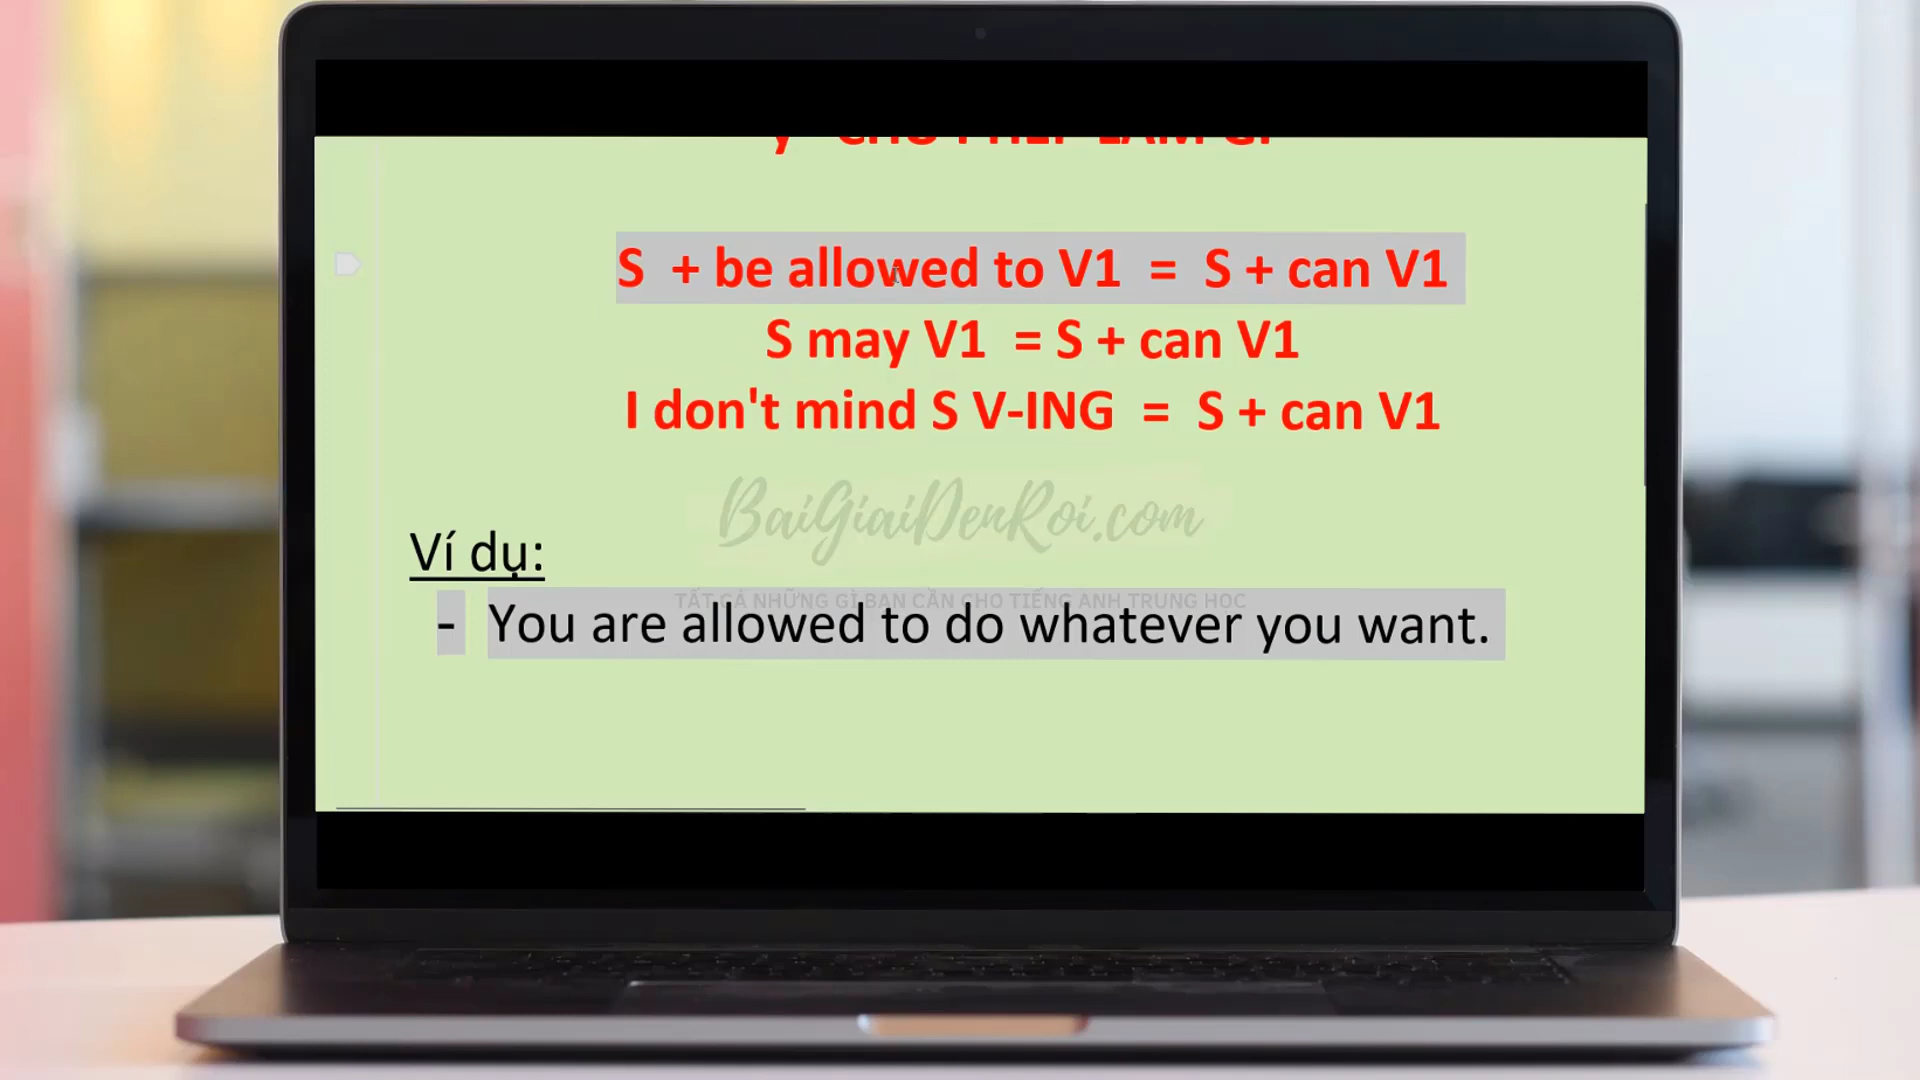 S + be allowed to V1 = S + can V1
S may V1 = S + can V1
I don't mind S V-ING = S + can V1
BaiGiaiDenRoi.com
Ví dụ:
TẤT CẢ NHỮNG GÌ BẠN CẦN CHO TIẾNG ANH TRUNG HỌC
- You are allowed to do whatever you want.